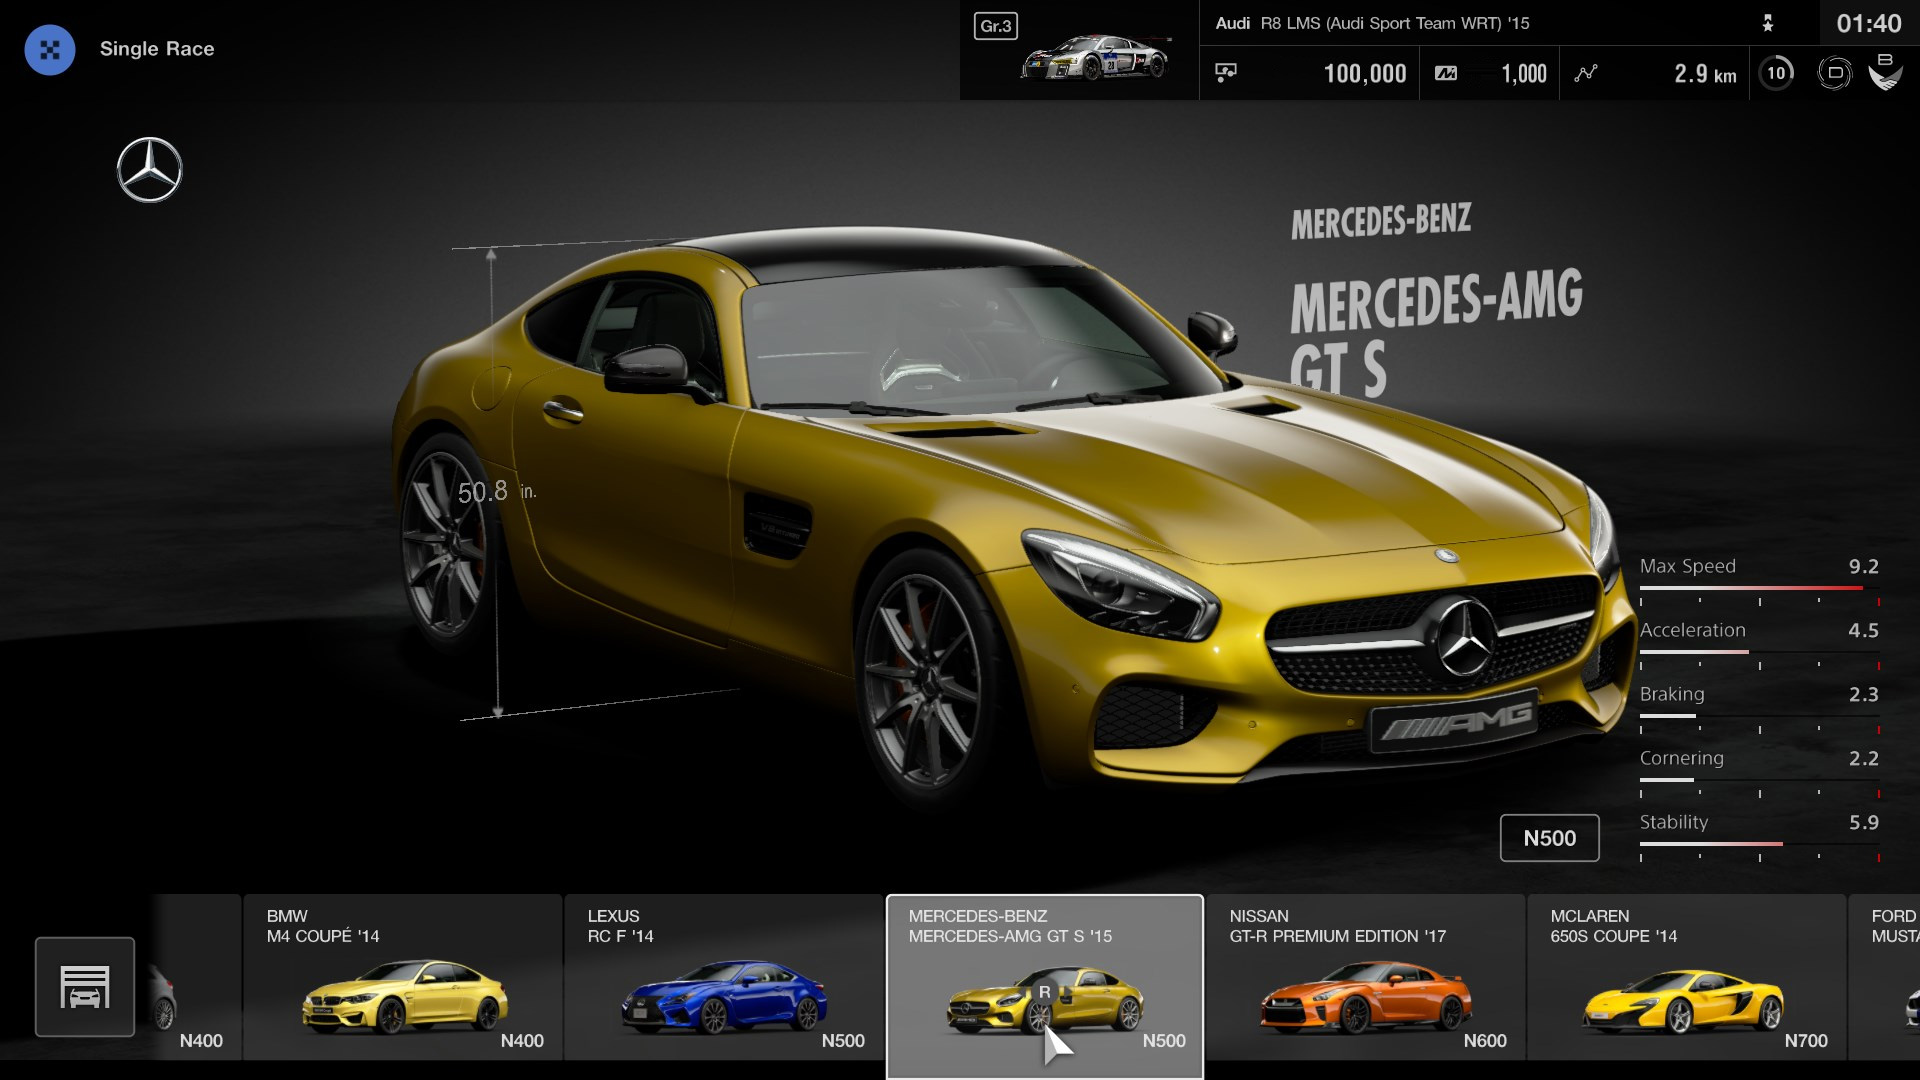 Single Race
Gr.3
Audi R8 LMS (Audi Sport Team WRT) '15
01:40
100,000
1,000
2.9 km
10
D
B
MERCEDES-BENZ
MERCEDES-AMG
GT S
50.8 in.
AMG
Max Speed 9.2
Acceleration 4.5
Braking 2.3
Cornering 2.2
Stability 5.9
N500
N400
BMW
M4 COUPÉ '14
N400
LEXUS
RC F '14
N500
MERCEDES-BENZ
MERCEDES-AMG GT S '15
R
N500
NISSAN
GT-R PREMIUM EDITION '17
N600
MCLAREN
650S COUPE '14
N700
FORD
MUSTA